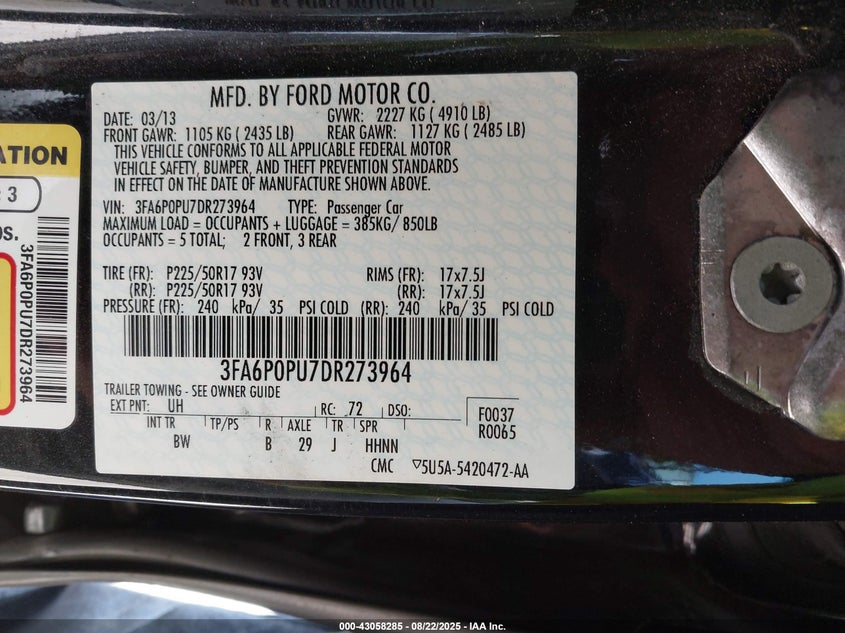 MFD. BY FORD MOTOR CO.
DATE: 03/13 GVWR: 2227 KG ( 4910 LB)
FRONT GAWR: 1105 KG ( 2435 LB) REAR GAWR: 1127 KG ( 2485 LB)
THIS VEHICLE CONFORMS TO ALL APPLICABLE FEDERAL MOTOR
VEHICLE SAFETY, BUMPER, AND THEFT PREVENTION STANDARDS
IN EFFECT ON THE DATE OF MANUFACTURE SHOWN ABOVE.
VIN: 3FA6P0PU7DR273964 TYPE: Passenger Car
MAXIMUM LOAD = OCCUPANTS + LUGGAGE = 385KG/ 850LB
OCCUPANTS = 5 TOTAL; 2 FRONT, 3 REAR
TIRE (FR): P225/50R17 93V RIMS (FR): 17x7.5J
(RR): P225/50R17 93V (RR): 17x7.5J
PRESSURE (FR): 240 kPa/ 35 PSI COLD (RR): 240 kPa/ 35 PSI COLD
3FA6P0PU7DR273964
TRAILER TOWING - SEE OWNER GUIDE
EXT PNT: UH RC: 72 DSO: F0037
INT TR TP/PS R AXLE TR SPR R0065
BW B 29 J HHNN
CMC ▽5U5A-5420472-AA
ATION
3
OS.
3FA6P0PU7DR273964
000-43058285 - 08/22/2025 - IAA Inc.